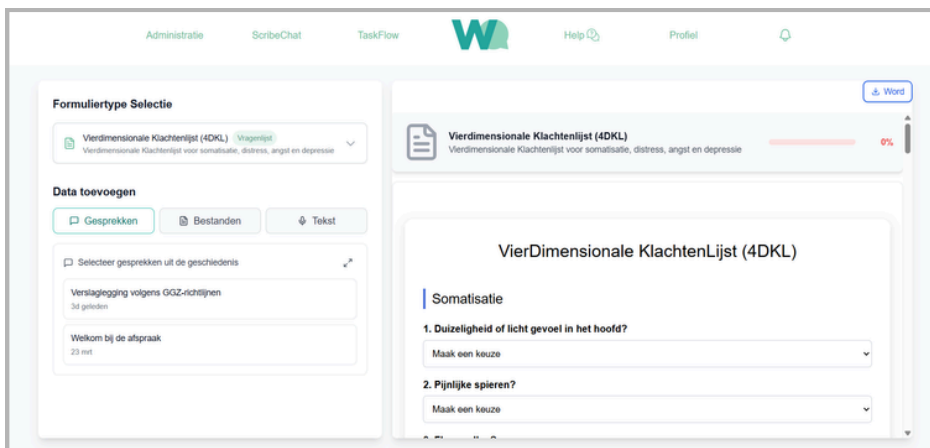 Administratie
ScribeChat
TaskFlow
W
Help
Profiel
Formuliertype Selectie
Vierdimensionale Klachtenlijst (4DKL) Vragenlijst
Vierdimensionale Klachtenlijst voor somatisatie, distress, angst en depressie
Data toevoegen
Gesprekken
Bestanden
Tekst
Selecteer gesprekken uit de geschiedenis
Verslaglegging volgens GGZ-richtlijnen
3d geleden
Welkom bij de afspraak
23 mrt
Word
Vierdimensionale Klachtenlijst (4DKL)
Vierdimensionale Klachtenlijst voor somatisatie, distress, angst en depressie
0%
VierDimensionale KlachtenLijst (4DKL)
Somatisatie
1. Duizeligheid of licht gevoel in het hoofd?
Maak een keuze
2. Pijnlijke spieren?
Maak een keuze